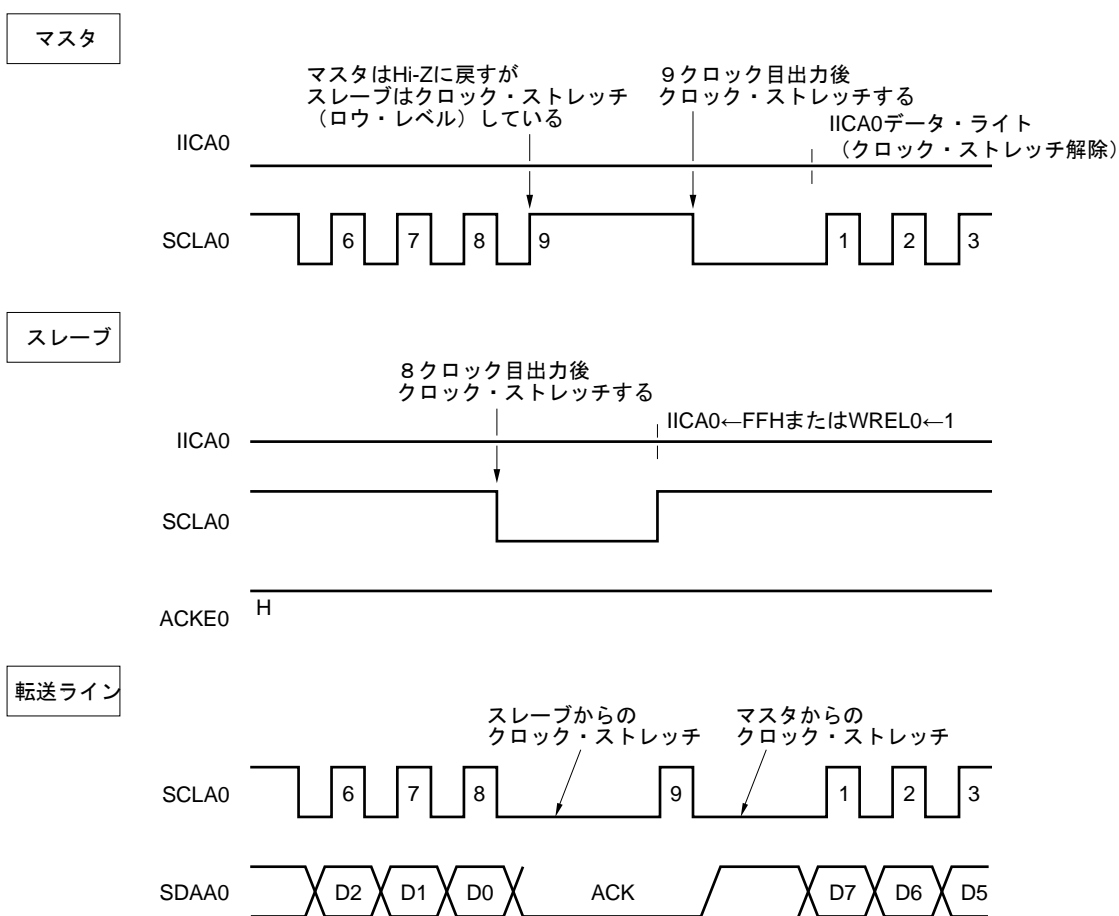 マスタ
マスタはHi-Zに戻すが
スレーブはクロック・ストレッチ
（ロウ・レベル）している
９クロック目出力後
クロック・ストレッチする
IICA0データ・ライト
（クロック・ストレッチ解除）
IICA0
SCLA0
6 7 8 9 1 2 3
スレーブ
８クロック目出力後
クロック・ストレッチする
IICA0←FFHまたはWREL0←1
IICA0
SCLA0
ACKE0 H
転送ライン
スレーブからの
クロック・ストレッチ
マスタからの
クロック・ストレッチ
SCLA0 6 7 8 9 1 2 3
SDAA0 D2 D1 D0 ACK D7 D6 D5